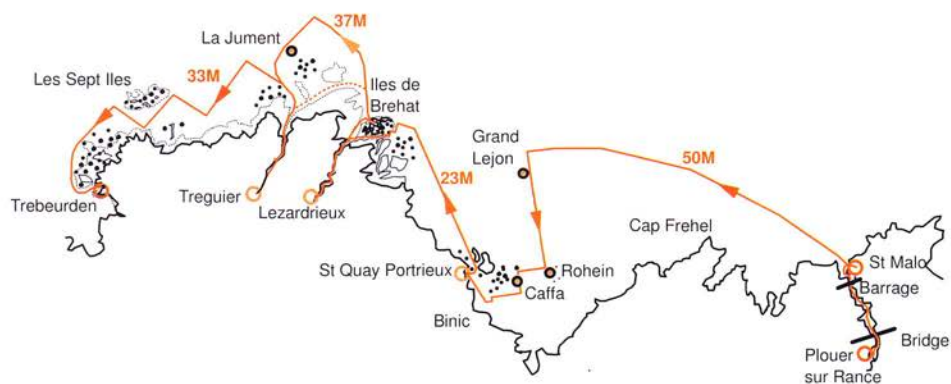 37M
La Jument
33M
Les Sept Iles
Iles de
Brehat
Grand
Lejon
50M
Treguier
23M
Trebeurden
Lezardrieux
Cap Frehel
St Quay Portrieux
Rohein
St Malo
Caffa
Barrage
Binic
Bridge
Plouer
sur Rance